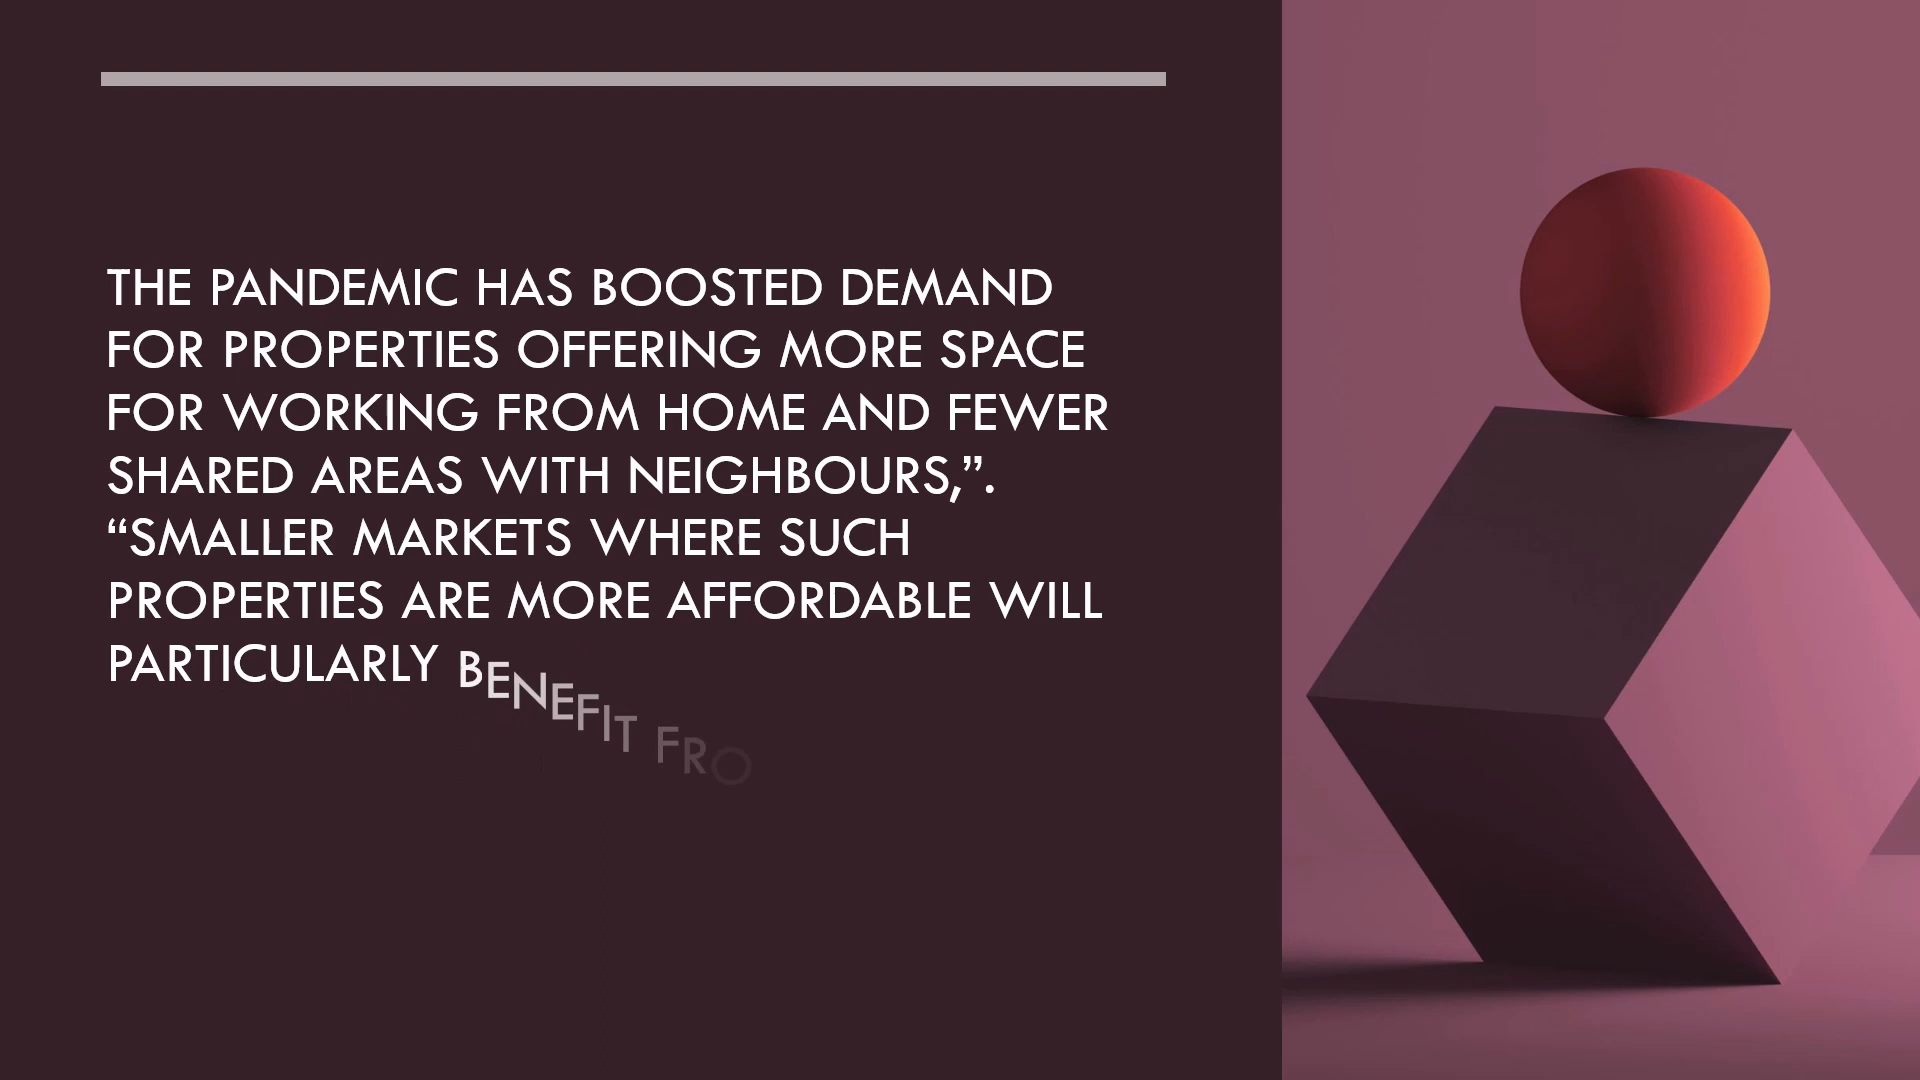 THE PANDEMIC HAS BOOSTED DEMAND
FOR PROPERTIES OFFERING MORE SPACE
FOR WORKING FROM HOME AND FEWER
SHARED AREAS WITH NEIGHBOURS,”.
“SMALLER MARKETS WHERE SUCH
PROPERTIES ARE MORE AFFORDABLE WILL
PARTICULARLY BENEFIT FRO